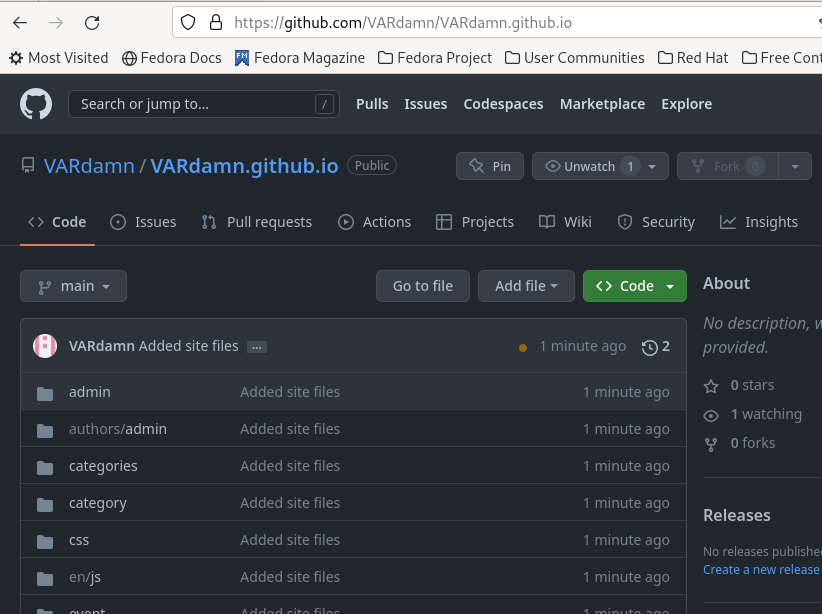 https://github.com/VARdamn/VARdamn.github.io
Most Visited Fedora Docs Fedora Magazine Fedora Project User Communities Red Hat Free Cont
Search or jump to... / Pulls Issues Codespaces Marketplace Explore
VARdamn / VARdamn.github.io Public Pin Unwatch 1 Fork 0
Code Issues Pull requests Actions Projects Wiki Security Insights
main Go to file Add file Code
About
No description, w
provided.
VARdamn Added site files ... 1 minute ago 2
0 stars
1 watching
0 forks
admin Added site files 1 minute ago
authors/admin Added site files 1 minute ago
categories Added site files 1 minute ago
category Added site files 1 minute ago
css Added site files 1 minute ago
en/js Added site files 1 minute ago
event Added site files 1 minute ago
Releases
No releases publishe
Create a new release